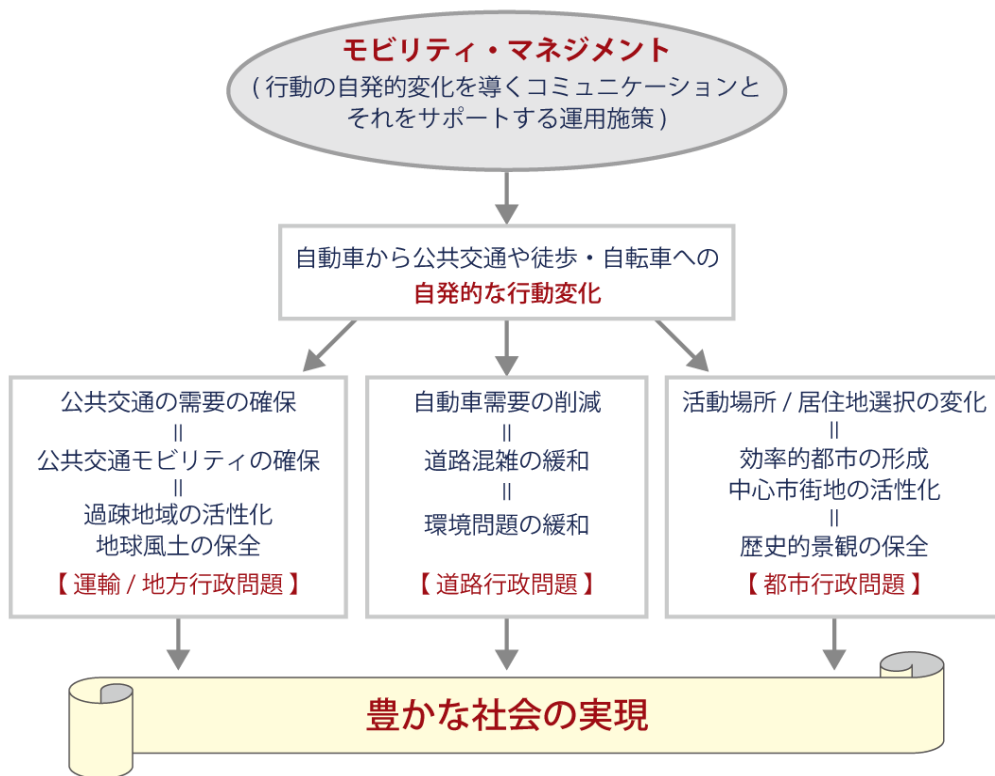 モビリティ・マネジメント
( 行動の自発的変化を導くコミュニケーションと
それをサポートする運用施策 )
自動車から公共交通や徒歩・自転車への
自発的な行動変化
公共交通の需要の確保
＝
公共交通モビリティの確保
＝
過疎地域の活性化
地球風土の保全
【 運輸 / 地方行政問題 】
自動車需要の削減
＝
道路混雑の緩和
＝
環境問題の緩和
【 道路行政問題 】
活動場所 / 居住地選択の変化
＝
効率的都市の形成
中心市街地の活性化
＝
歴史的景観の保全
【 都市行政問題 】
豊かな社会の実現